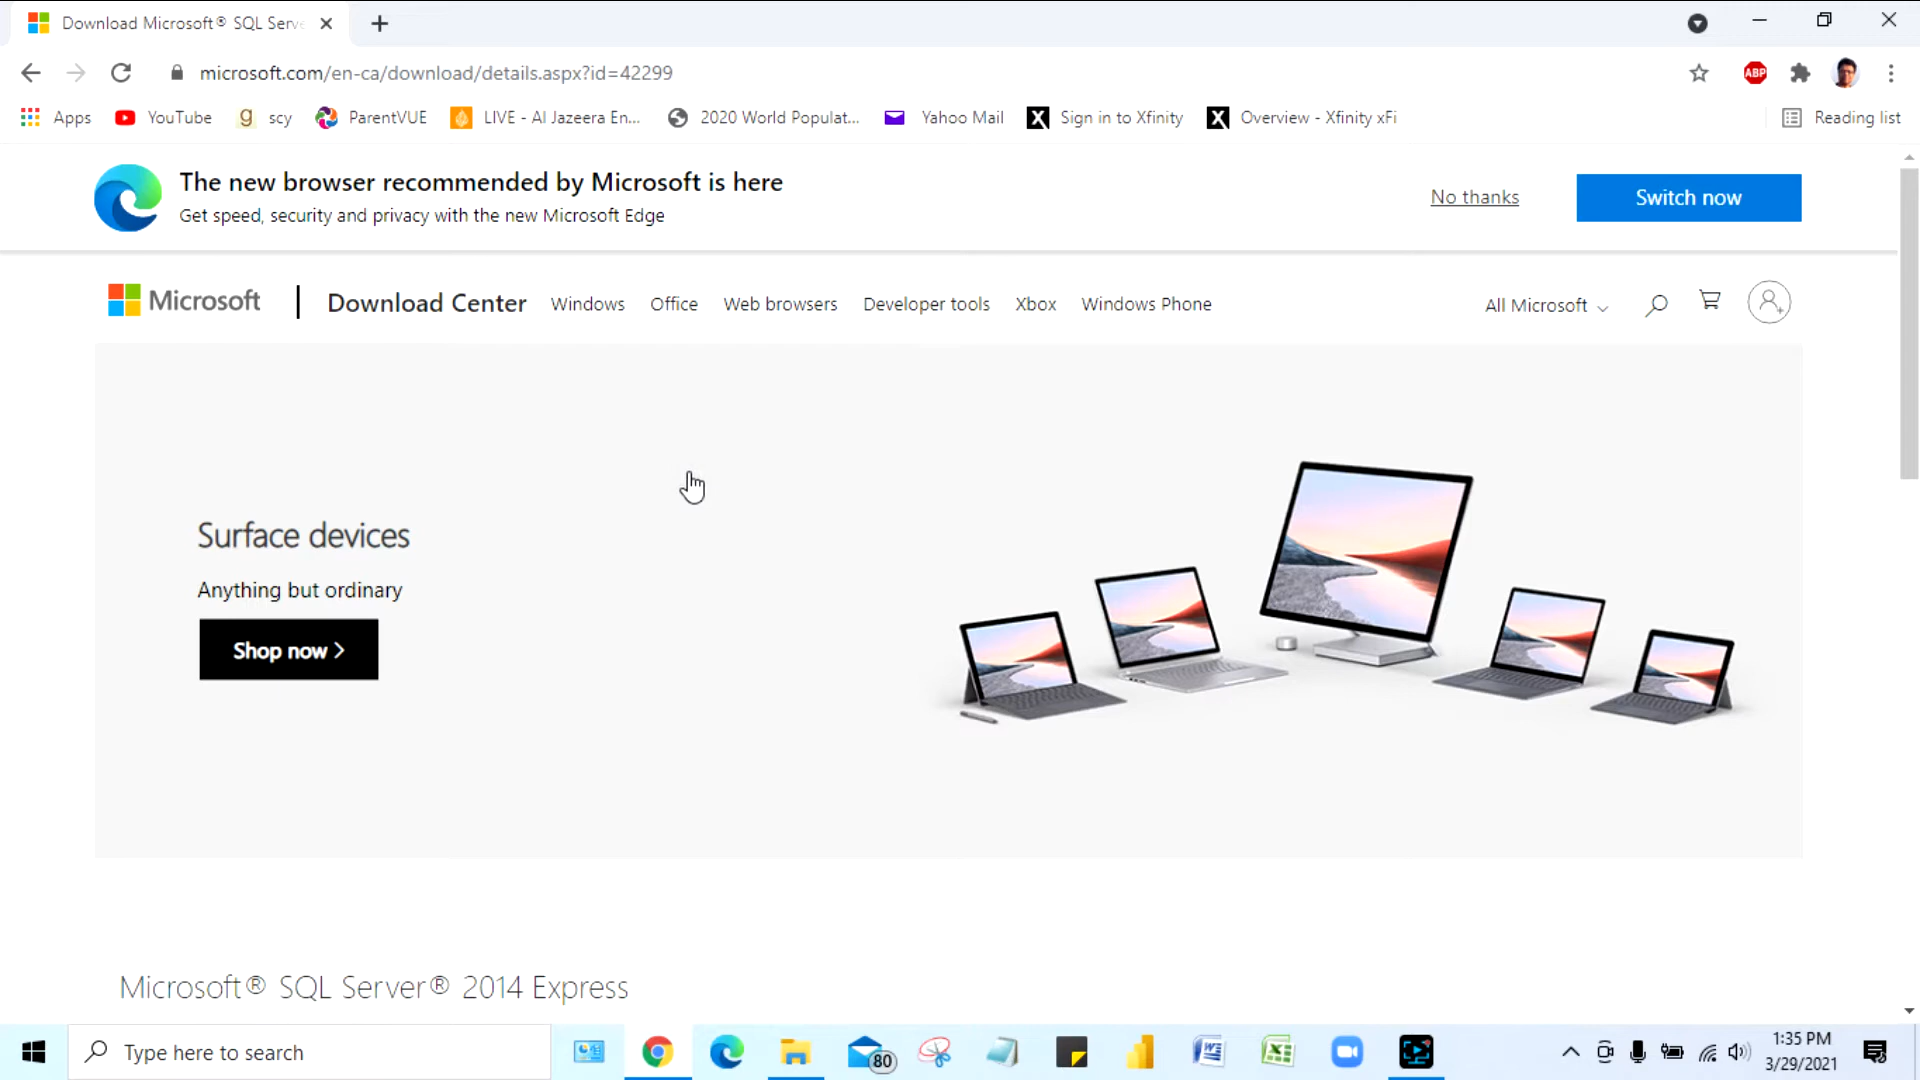 Download Microsoft® SQL Serve
microsoft.com/en-ca/download/details.aspx?id=42299
ABP
Apps
YouTube
g scy
ParentVUE
LIVE - Al Jazeera En...
2020 World Populat...
Yahoo Mail
X Sign in to Xfinity
X Overview - Xfinity xFi
Reading list
The new browser recommended by Microsoft is here
Get speed, security and privacy with the new Microsoft Edge
No thanks
Switch now
Microsoft
Download Center
Windows
Office
Web browsers
Developer tools
Xbox
Windows Phone
All Microsoft
Surface devices
Anything but ordinary
Shop now >
Microsoft® SQL Server® 2014 Express
Type here to search
80
1:35 PM
3/29/2021